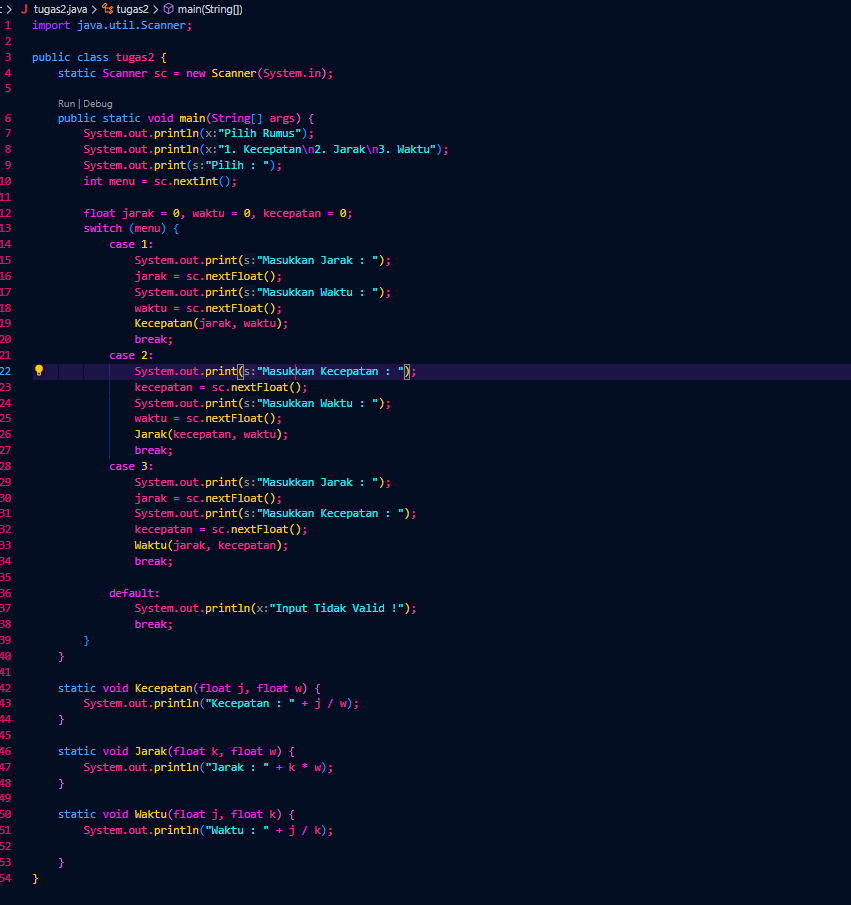 tugas2.java > tugas2 > main(String[])
1 import java.util.Scanner;
2
3 public class tugas2 {
4 static Scanner sc = new Scanner(System.in);
5
Run | Debug
6 public static void main(String[] args) {
7 System.out.println(x:"Pilih Rumus");
8 System.out.println(x:"1. Kecepatan\n2. Jarak\n3. Waktu");
9 System.out.print(s:"Pilih : ");
10 int menu = sc.nextInt();
11
12 float jarak = 0, waktu = 0, kecepatan = 0;
13 switch (menu) {
14 case 1:
15 System.out.print(s:"Masukkan Jarak : ");
16 jarak = sc.nextFloat();
17 System.out.print(s:"Masukkan Waktu : ");
18 waktu = sc.nextFloat();
19 Kecepatan(jarak, waktu);
20 break;
21 case 2:
22 System.out.print(s:"Masukkan Kecepatan : ");
23 kecepatan = sc.nextFloat();
24 System.out.print(s:"Masukkan Waktu : ");
25 waktu = sc.nextFloat();
26 Jarak(kecepatan, waktu);
27 break;
28 case 3:
29 System.out.print(s:"Masukkan Jarak : ");
30 jarak = sc.nextFloat();
31 System.out.print(s:"Masukkan Kecepatan : ");
32 kecepatan = sc.nextFloat();
33 Waktu(jarak, kecepatan);
34 break;
35
36 default:
37 System.out.println(x:"Input Tidak Valid !");
38 break;
39 }
40 }
41
42 static void Kecepatan(float j, float w) {
43 System.out.println("Kecepatan : " + j / w);
44 }
45
46 static void Jarak(float k, float w) {
47 System.out.println("Jarak : " + k * w);
48 }
49
50 static void Waktu(float j, float k) {
51 System.out.println("Waktu : " + j / k);
52
53 }
54 }